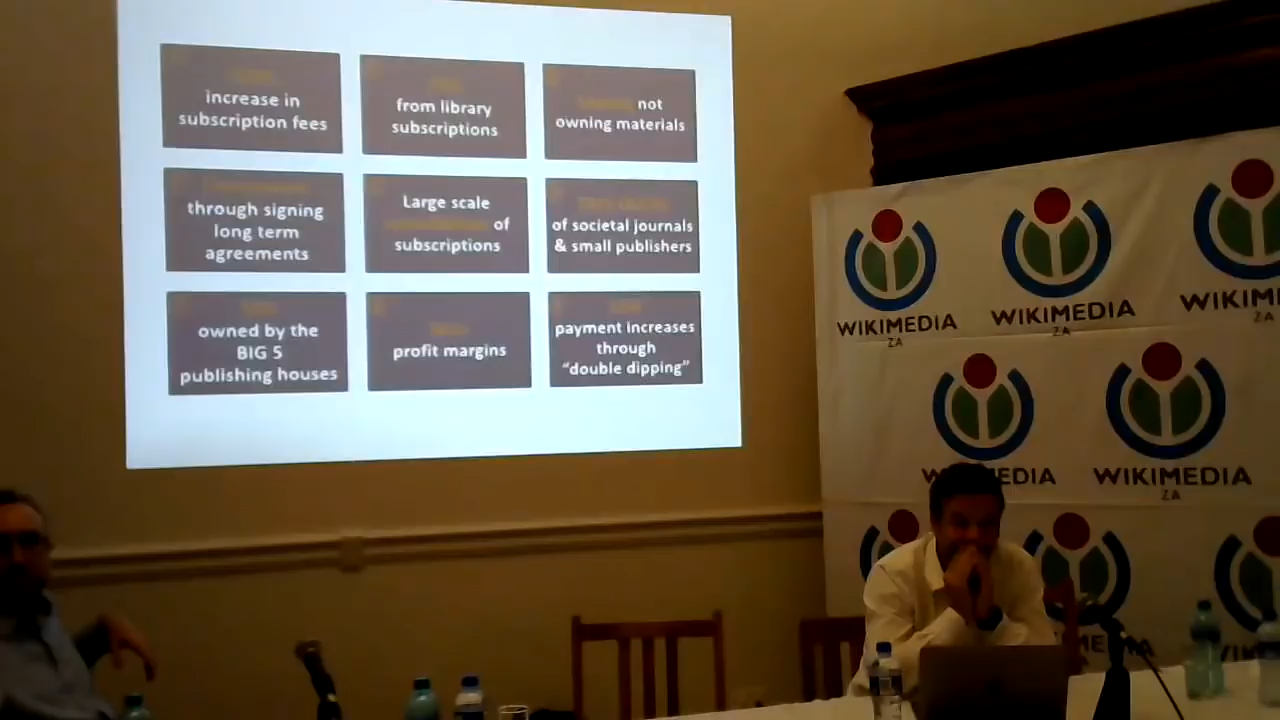 increase in
subscription fees
from library
subscriptions
not
owning materials
through signing
long term
agreements
Large scale
of
subscriptions
of societal journals
& small publishers
owned by the
BIG 5
publishing houses
profit margins
payment increases
through
“double dipping”
WIKIMEDIA
ZA
WIKIMEDIA
WIKIM
ZA
WIKIMEDIA
WIKIMEDIA
ZA